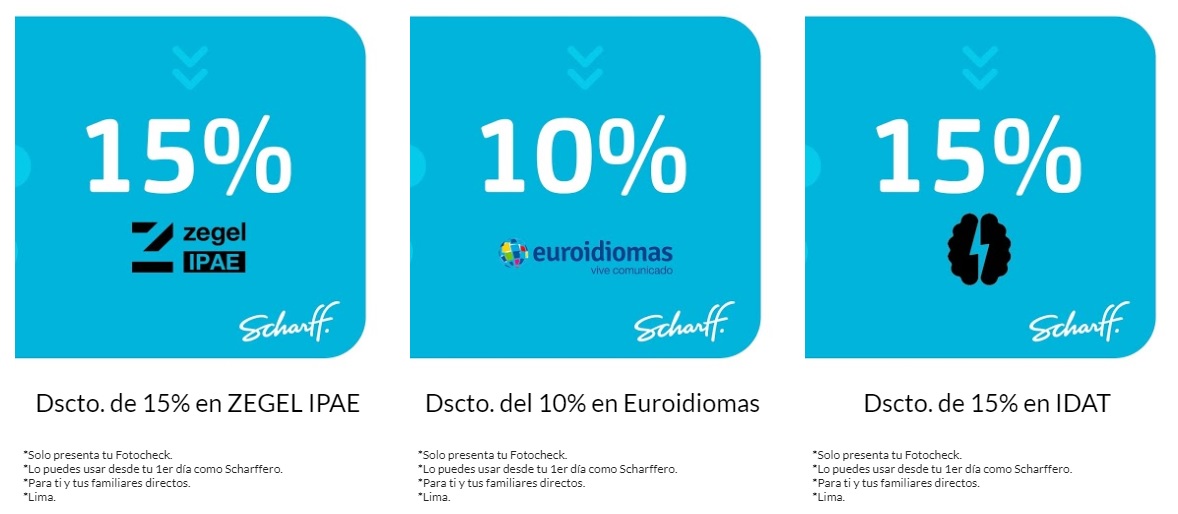 15%
zegel
IPAE
Scharff.
Dscto. de 15% en ZEGEL IPAE
*Solo presenta tu Fotocheck.
*Lo puedes usar desde tu 1er día como Scharffero.
*Para ti y tus familiares directos.
*Lima.
10%
euroidiomas
vive comunicado
Scharff.
Dscto. del 10% en Euroidiomas
*Solo presenta tu Fotocheck.
*Lo puedes usar desde tu 1er día como Scharffero.
*Para ti y tus familiares directos.
*Lima.
15%
Scharff.
Dscto. de 15% en IDAT
*Solo presenta tu Fotocheck.
*Lo puedes usar desde tu 1er día como Scharffero.
*Para ti y tus familiares directos.
*Lima.